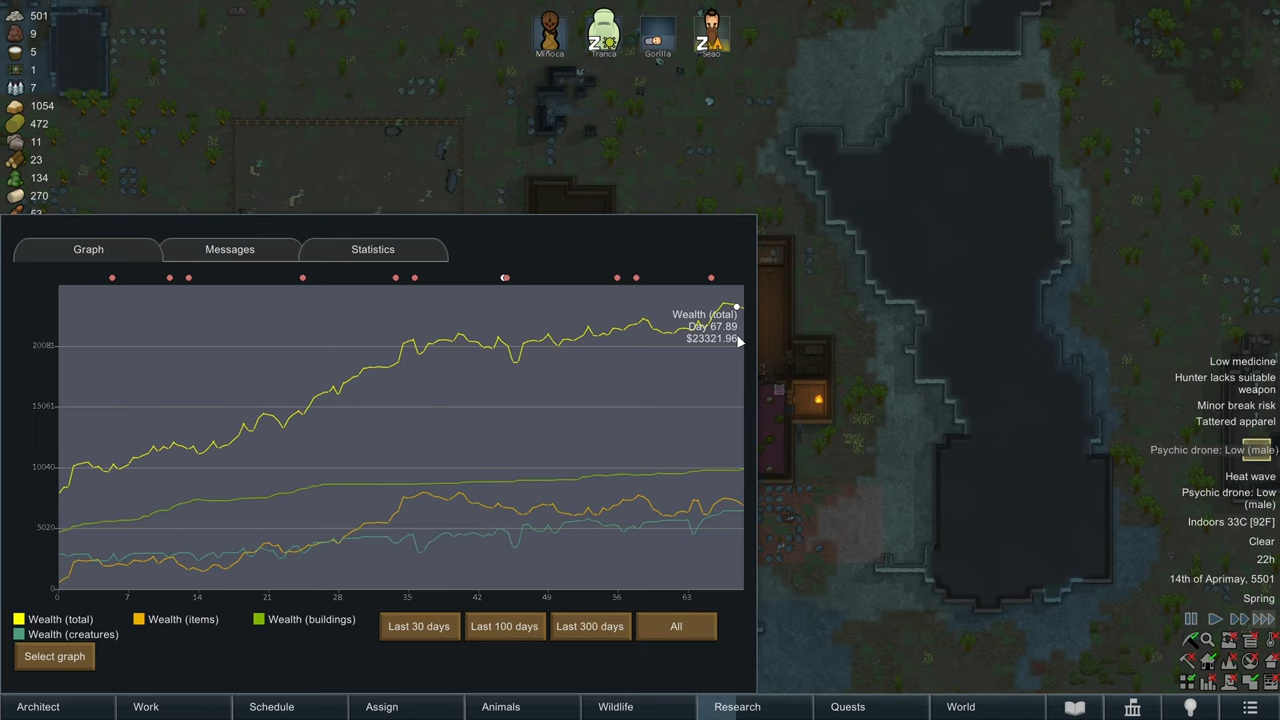 501
9
5
1
7
1054
472
11
23
134
270
53
Z
Z
Miñoca
Tranca
Gorilla
Seao
Graph
Messages
Statistics
Wealth (total)
Day 67.89
$23321.96
20081
15061
10040
5020
0
0 7 14 21 28 35 42 49 56 63
Wealth (total)
Wealth (items)
Wealth (buildings)
Wealth (creatures)
Last 30 days
Last 100 days
Last 300 days
All
Select graph
Low medicine
Hunter lacks suitable
weapon
Minor break risk
Tattered apparel
Psychic drone: Low (male)
Heat wave
Psychic drone: Low
(male)
Indoors 33C [92F]
Clear
22h
14th of Aprimay, 5501
Spring
Architect
Work
Schedule
Assign
Animals
Wildlife
Research
Quests
World